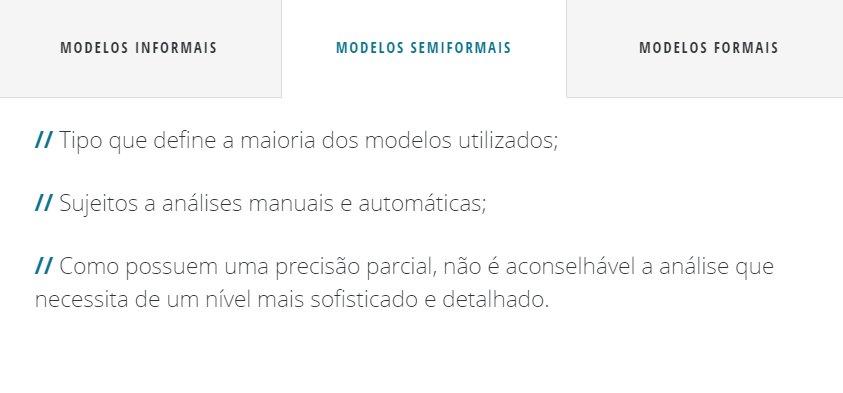 MODELOS INFORMAIS
MODELOS SEMIFORMAIS
MODELOS FORMAIS
// Tipo que define a maioria dos modelos utilizados;
// Sujeitos a análises manuais e automáticas;
// Como possuem uma precisão parcial, não é aconselhável a análise que
necessita de um nível mais sofisticado e detalhado.